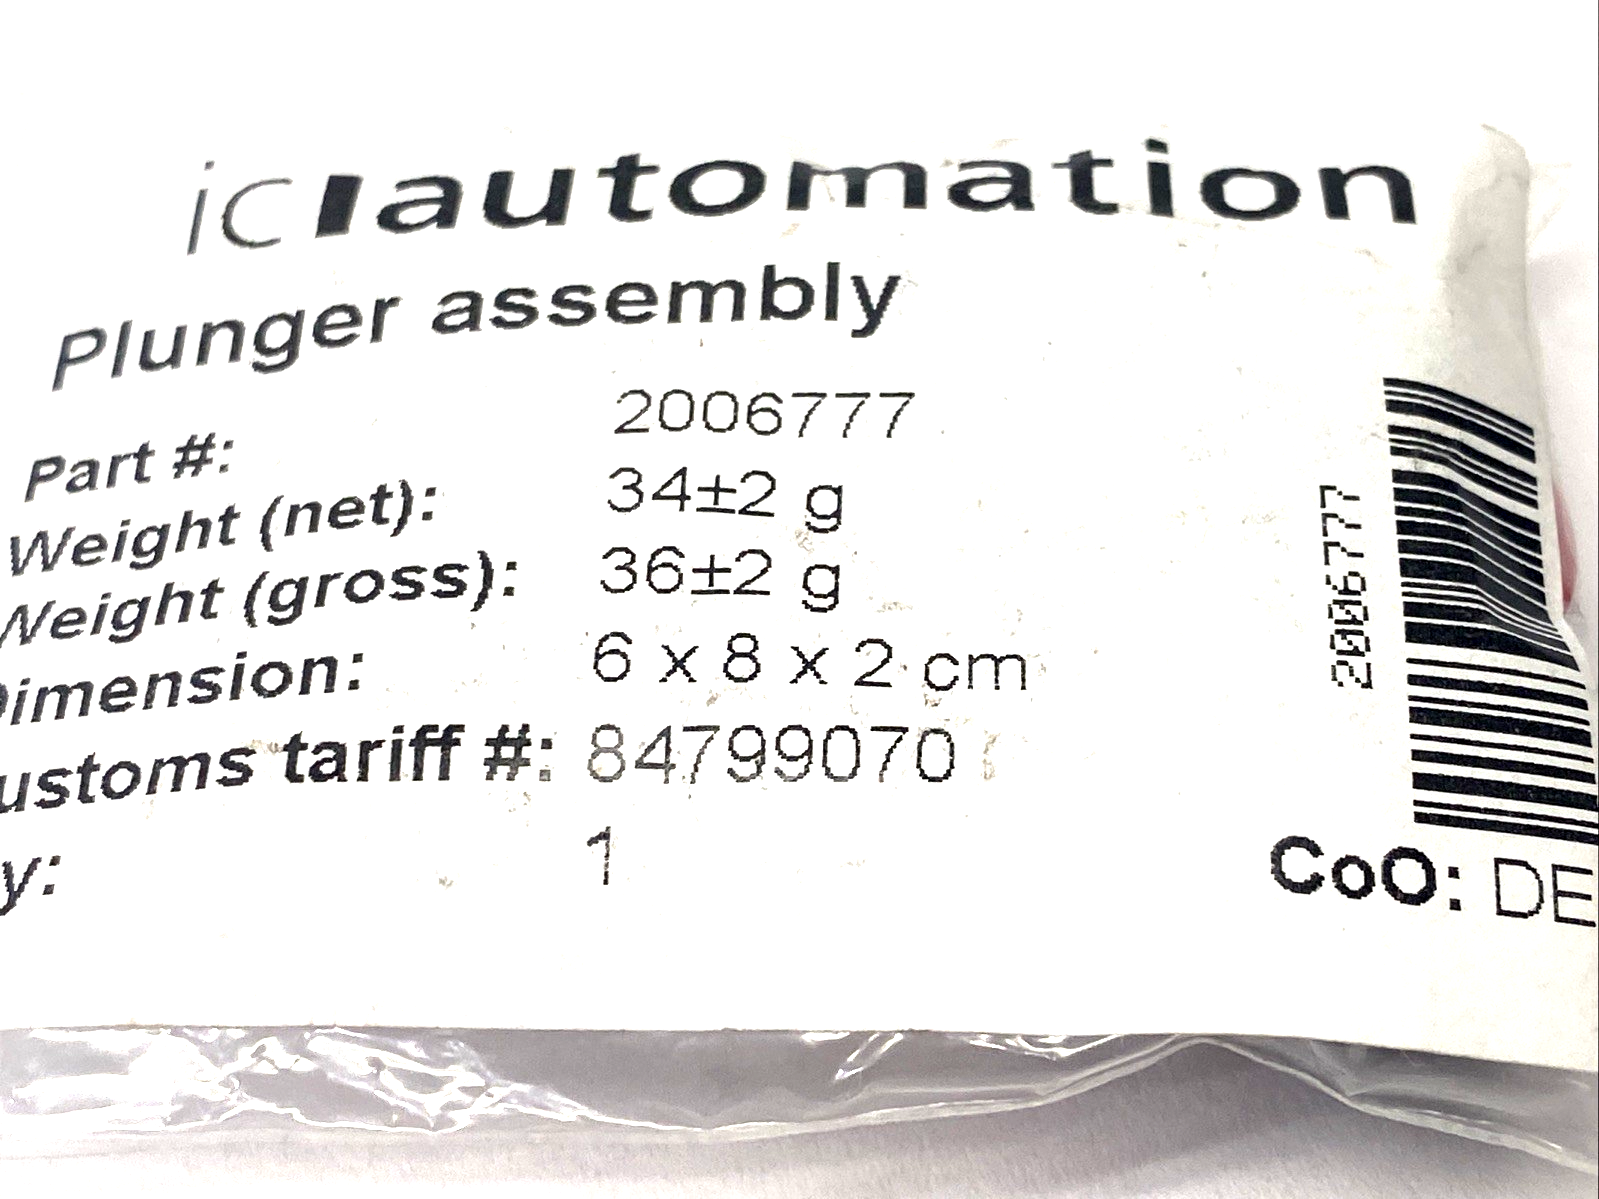 ic automation
Plunger assembly
Part #: 2006777
Weight (net): 34±2 g
Weight (gross): 36±2 g
Dimension: 6 x 8 x 2 cm
ustoms tariff #: 84799070
y: 1
2006777
CoO: DE